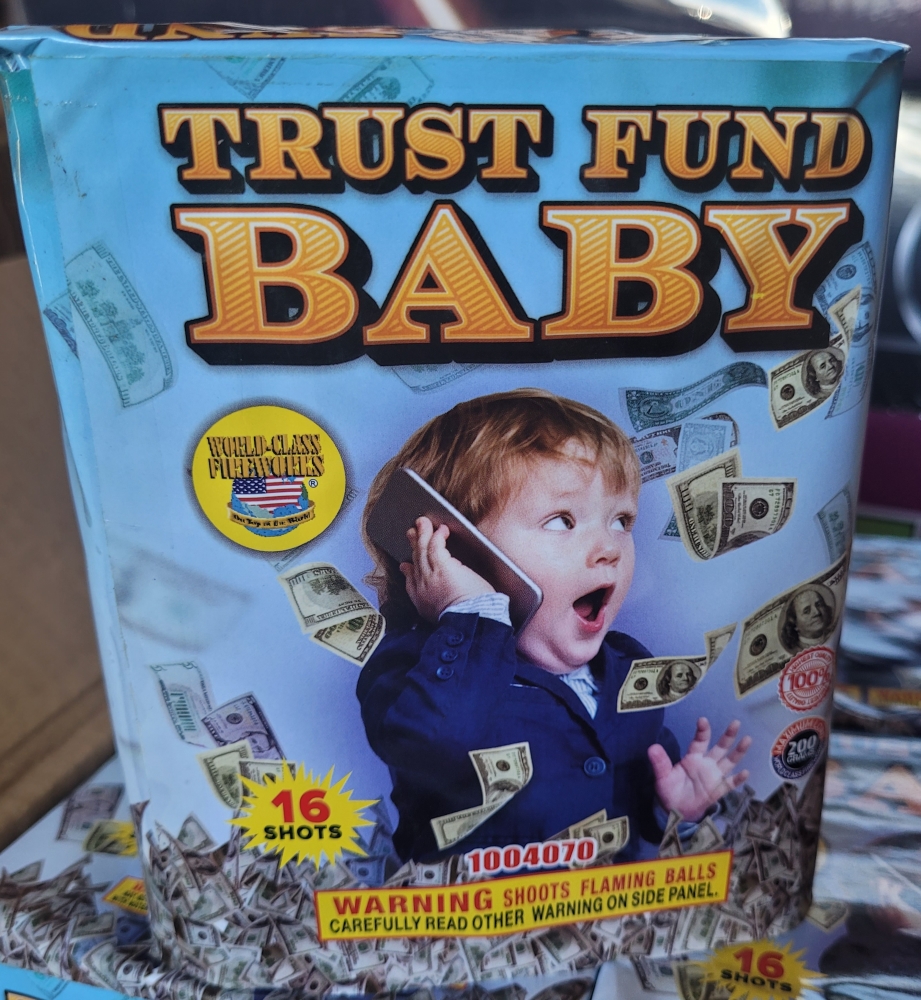 TRUST FUND
BABY
WORLD-CLASS
FIREWORKS
®
100%
200
16
SHOTS
1004070
WARNING SHOOTS FLAMING BALLS
CAREFULLY READ OTHER WARNING ON SIDE PANEL.
16
SHOTS